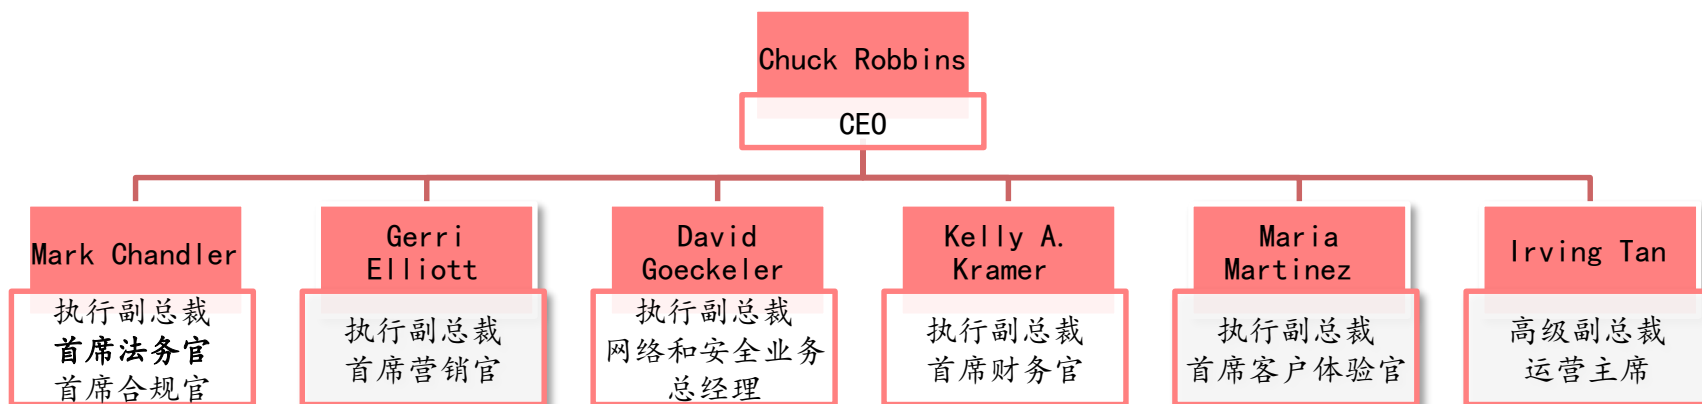 Chuck Robbins
CEO
Mark Chandler
执行副总裁
首席法务官
首席合规官
Gerri
Elliott
执行副总裁
首席营销官
David
Goeckeler
执行副总裁
网络和安全业务
总经理
Kelly A.
Kramer
执行副总裁
首席财务官
Maria
Martinez
执行副总裁
首席客户体验官
Irving Tan
高级副总裁
运营主席